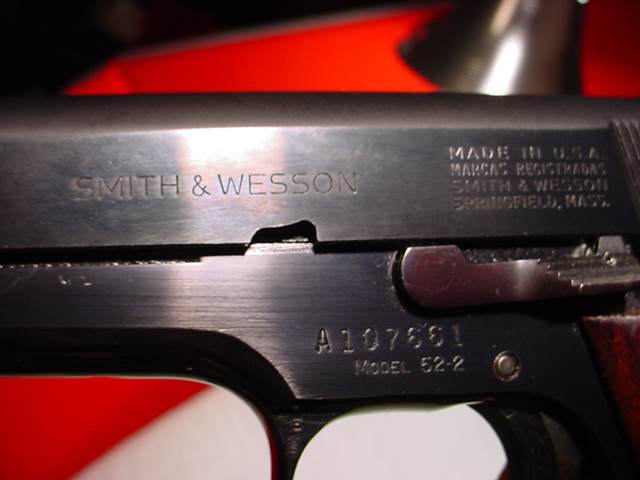 SMITH & WESSON
MADE IN U.S.A.
MARCAS REGISTRADAS
SMITH & WESSON
SPRINGFIELD, MASS.
A107661
MODEL 52-2